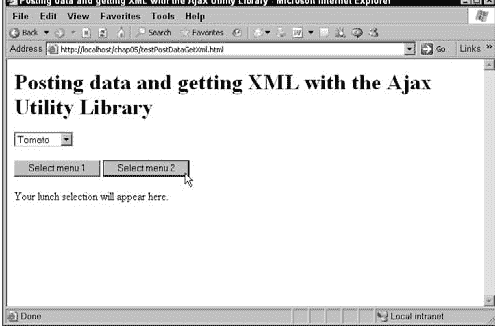 Posting data and getting XML with the Ajax Utility Library - Microsoft Internet Explorer
File Edit View Favorites Tools Help
Back Search Favorites
Address http://localhost/chap05/testPostDataGetXml.html Go Links »
Posting data and getting XML with the Ajax
Utility Library
Tomato
Select menu 1 Select menu 2
Your lunch selection will appear here.
Done Local intranet